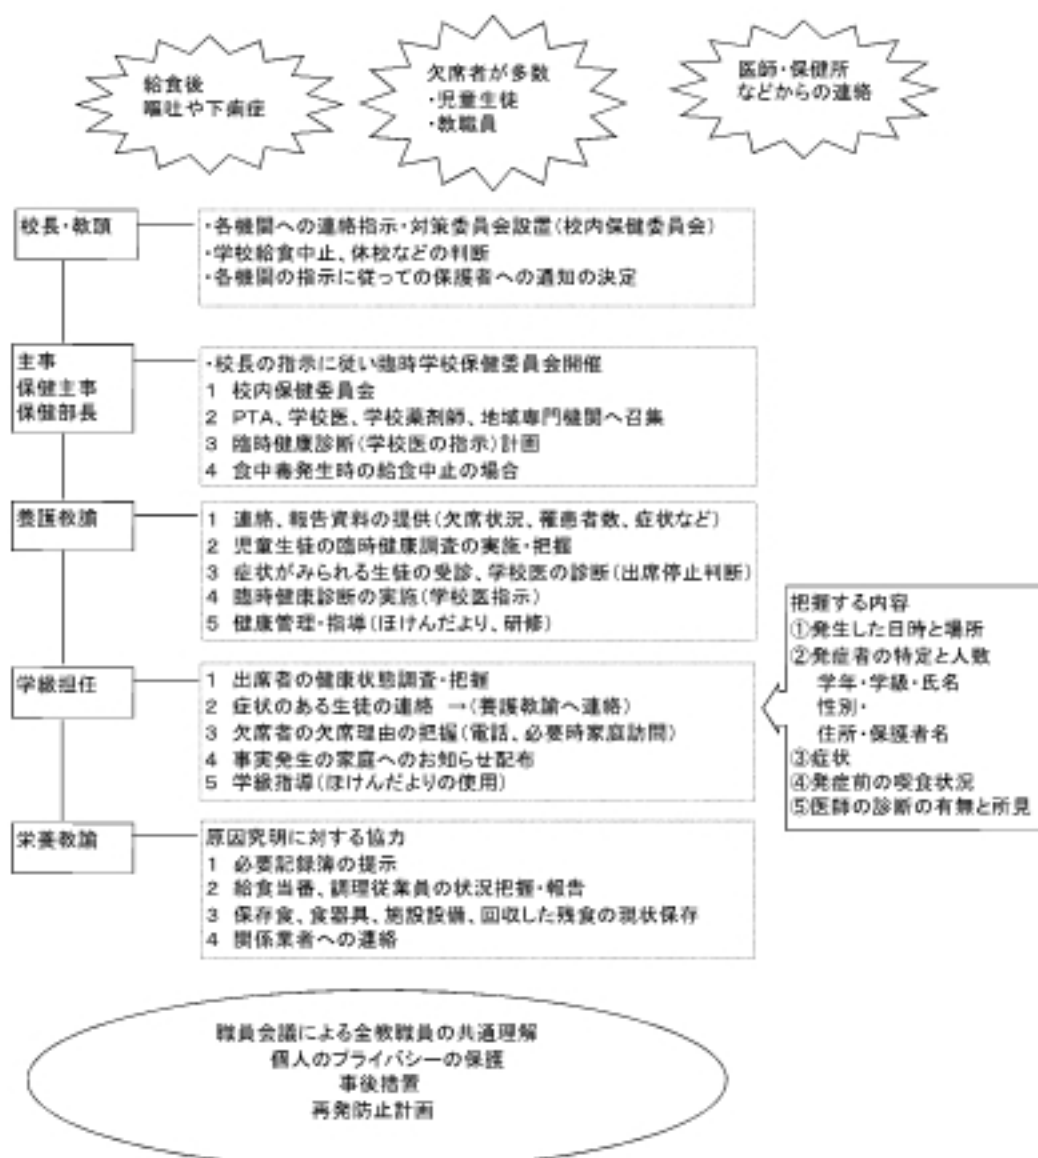 給食後
嘔吐や下痢症
欠席者が多数
・児童生徒
・教職員
医師・保健所
などからの連絡
校長・教頭
・各機関への連絡指示・対策委員会設置(校内保健委員会)
・学校給食中止、休校などの判断
・各機関の指示に従っての保護者への通知の決定
主事
保健主事
保健部長
・校長の指示に従い臨時学校保健委員会開催
1 校内保健委員会
2 PTA、学校医、学校薬剤師、地域専門機関へ召集
3 臨時健康診断(学校医の指示)計画
4 食中毒発生時の給食中止の場合
養護教諭
1 連絡、報告資料の提供(欠席状況、罹患者数、症状など)
2 児童生徒の臨時健康調査の実施・把握
3 症状がみられる生徒の受診、学校医の診断(出席停止判断)
4 臨時健康診断の実施(学校医指示)
5 健康管理・指導(ほけんだより、研修)
学級担任
1 出席者の健康状態調査・把握
2 症状のある生徒の連絡 →(養護教諭へ連絡)
3 欠席者の欠席理由の把握(電話、必要時家庭訪問)
4 事実発生の家庭へのお知らせ配布
5 学級指導(ほけんだよりの使用)
把握する内容
①発生した日時と場所
②発症者の特定と人数
学年・学級・氏名
性別・
住所・保護者名
③症状
④発症前の喫食状況
⑤医師の診断の有無と所見
栄養教諭
原因究明に対する協力
1 必要記録簿の提示
2 給食当番、調理従業員の状況把握・報告
3 保存食、食器具、施設設備、回収した残食の現状保存
4 関係業者への連絡
職員会議による全教職員の共通理解
個人のプライバシーの保護
事後措置
再発防止計画